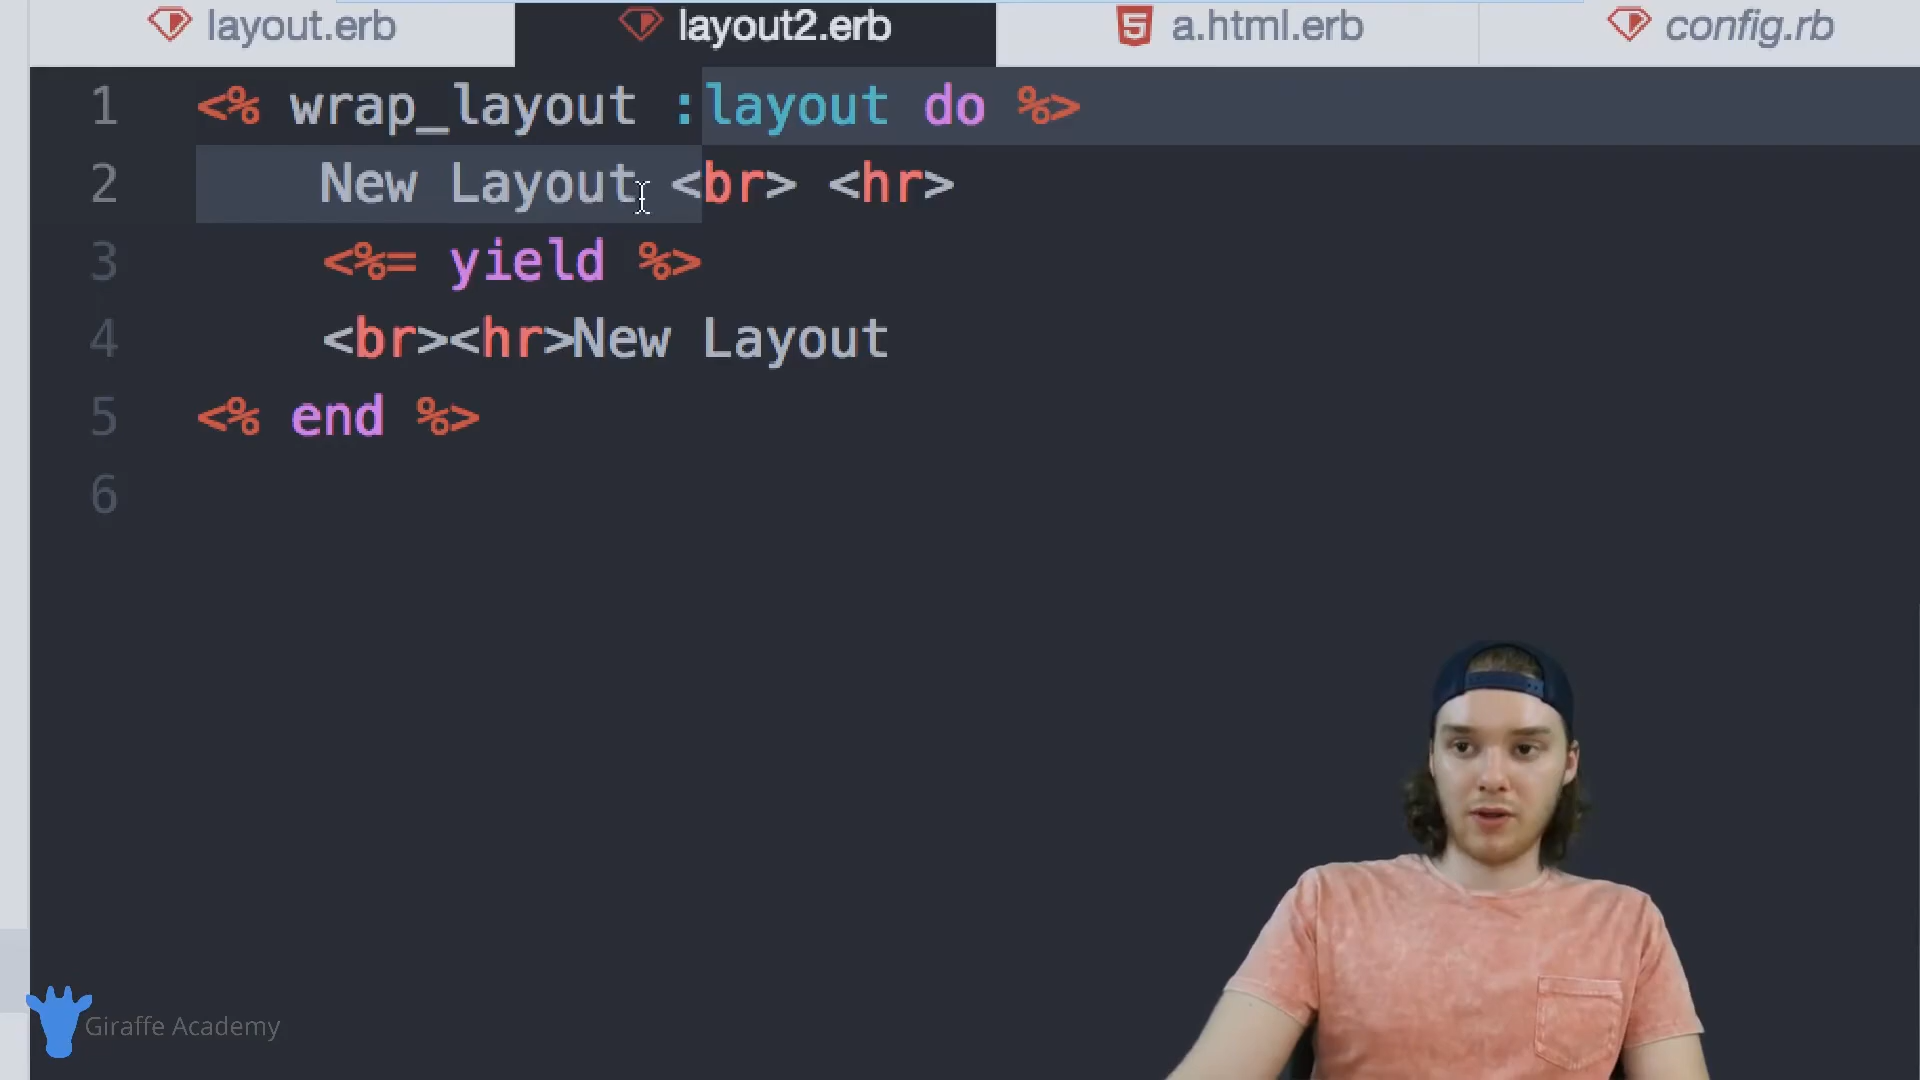 layout.erb layout2.erb a.html.erb config.rb
1 <% wrap_layout :layout do %>
2 New Layout <br> <hr>
3 <%= yield %>
4 <br><hr>New Layout
5 <% end %>
6
Giraffe Academy